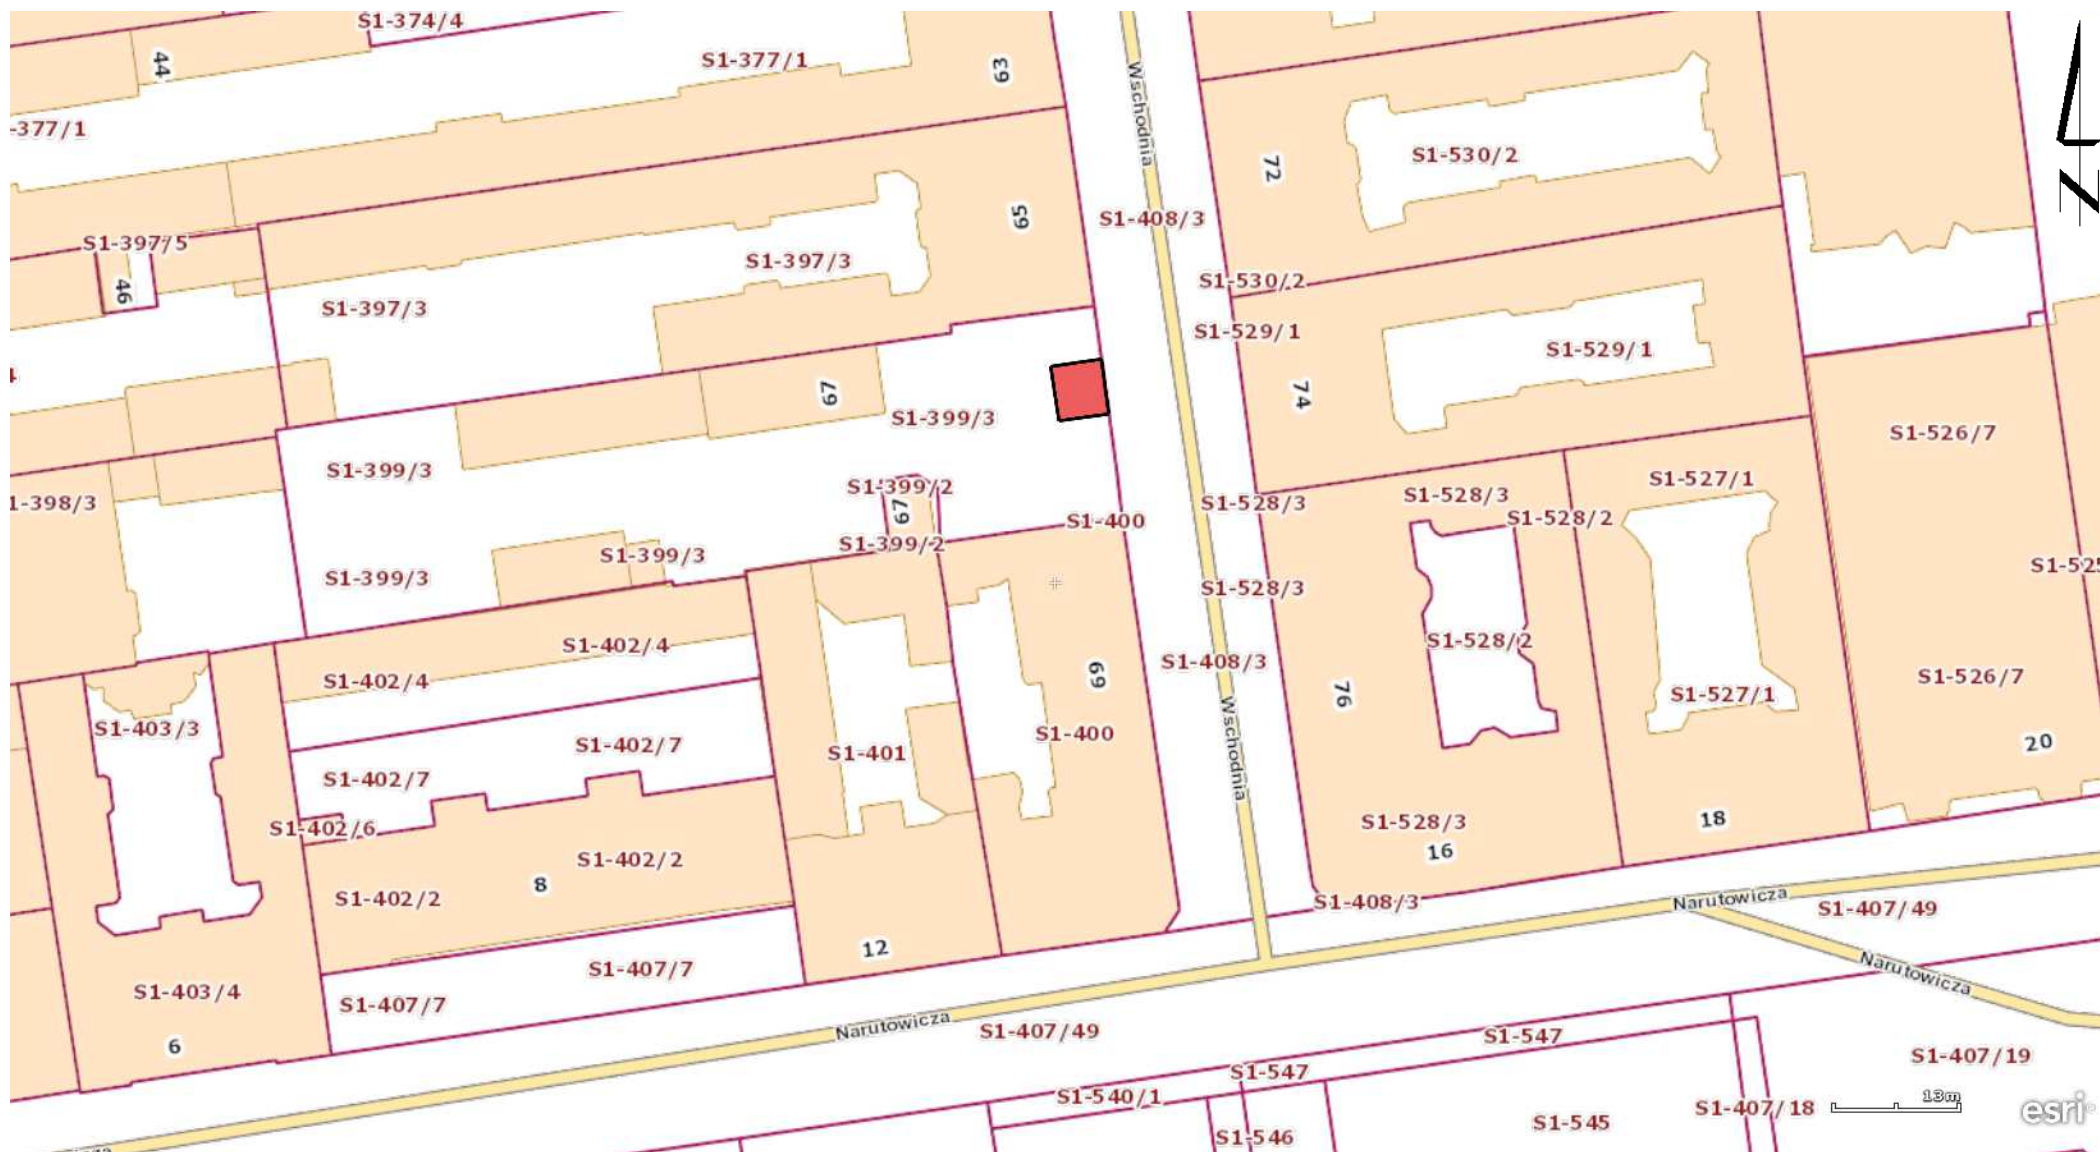 S1-374/4
44
S1-377/1
63
-377/1
Wschodnia
72
S1-530/2
65
S1-408/3
S1-397/5
S1-397/3
46
S1-530/2
S1-397/3
S1-529/1
S1-529/1
67
74
S1-399/3
S1-526/7
S1-399/3
S1-527/1
S1-399/2
S1-528/3
1-398/3
67
S1-528/3
S1-528/2
S1-400
S1-399/2
S1-399/3
S1-525
S1-399/3
S1-528/3
S1-402/4
S1-528/2
S1-408/3
69
S1-402/4
S1-526/7
76
S1-527/1
S1-403/3
S1-400
S1-402/7
S1-401
Wschodnia
20
S1-402/7
S1-402/6
S1-528/3
18
16
S1-402/2
8
S1-402/2
S1-408/3
Narutowicza
S1-407/49
12
S1-407/7
Narutowicza
S1-403/4
S1-407/7
Narutowicza
S1-407/49
S1-547
6
S1-407/19
S1-547
S1-540/1
13m
S1-407/18
esri
S1-545
S1-546
N